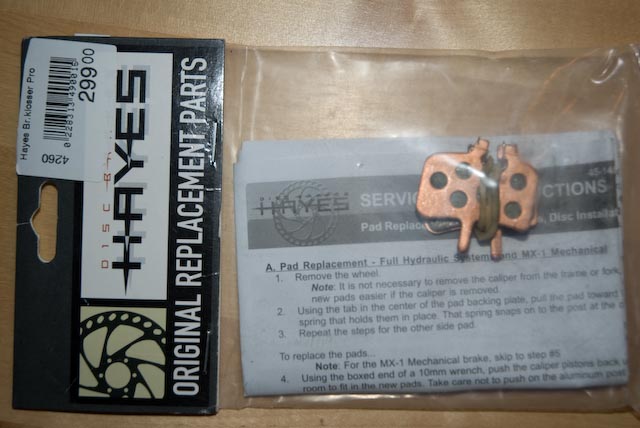 Hayes Br.klosser Pro
4260
299 00
DISC
HAYES
ORIGINAL REPLACEMENT PARTS
HAYES
SERVIC CTIONS
Pad Replace Disc Installat
A. Pad Replacement - Full Hydraulic Systems and MX-1 Mechanical
1. Remove the wheel.
Note: It is not necessary to remove the caliper from the frame or fork,
new pads easier if the caliper is removed.
2. Using the tab in the center of the pad backing plate, pull the pad toward
spring that holds them in place. That spring snaps on to the post at the
3. Repeat the steps for the other side pad.
To replace the pads...
Note: For the MX-1 Mechanical brake, skip to step #5
4. Using the boxed end of a 10mm wrench, push the caliper pistons back
room to fit in the new pads. Take care not to push on the aluminum post